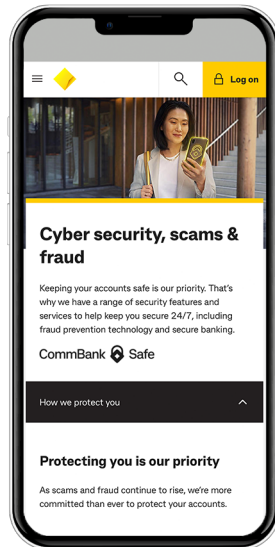 Log on
Cyber security, scams &
fraud
Keeping your accounts safe is our priority. That's
why we have a range of security features and
services to help keep you secure 24/7, including
fraud prevention technology and secure banking.
CommBank Safe
How we protect you
Protecting you is our priority
As scams and fraud continue to rise, we're more
committed than ever to protect your accounts.